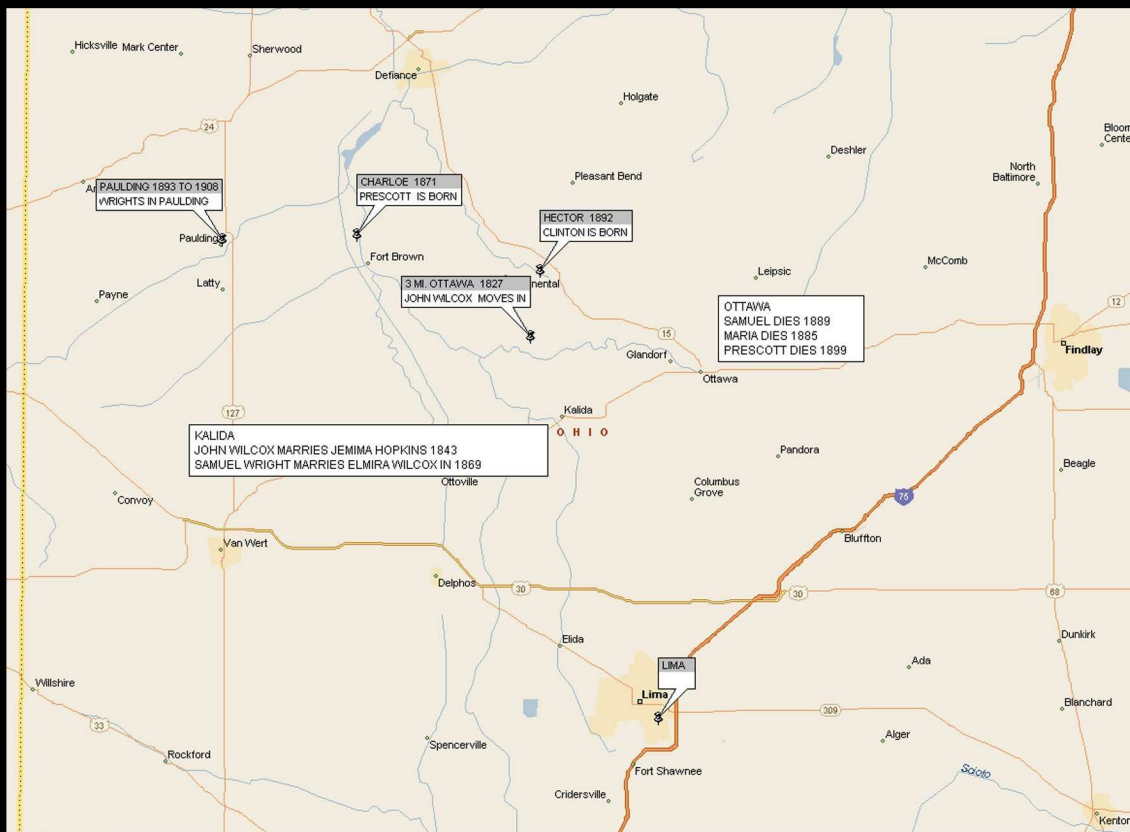 Hicksville
Mark Center
Sherwood
Defiance
Holgate
24
Deshler
Bloom
Cente
North
Baltimore
Pleasant Bend
PAULDING 1893 TO 1908
WRIGHTS IN PAULDING
CHARLOE 1871
PRESCOTT IS BORN
HECTOR 1892
CLINTON IS BORN
Paulding
Fort Brown
Latty
Payne
3 MI. OTTAWA 1827
JOHN WILCOX MOVES IN
nental
Leipsic
McComb
12
OTTAWA
SAMUEL DIES 1889
MARIA DIES 1885
PRESCOTT DIES 1899
15
Glandorf
Ottawa
Findlay
127
Kalida
OHIO
KALIDA
JOHN WILCOX MARRIES JEMIMA HOPKINS 1843
SAMUEL WRIGHT MARRIES ELMIRA WILCOX IN 1869
Ottoville
Pandora
Beagle
Columbus
Grove
Convoy
75
Van Wert
Bluffton
Delphos
30
30
68
Elida
Dunkirk
Ada
LIMA
Lima
Willshire
33
309
Blanchard
Spencerville
Alger
Rockford
Fort Shawnee
Scioto
Cridersville
Kenton